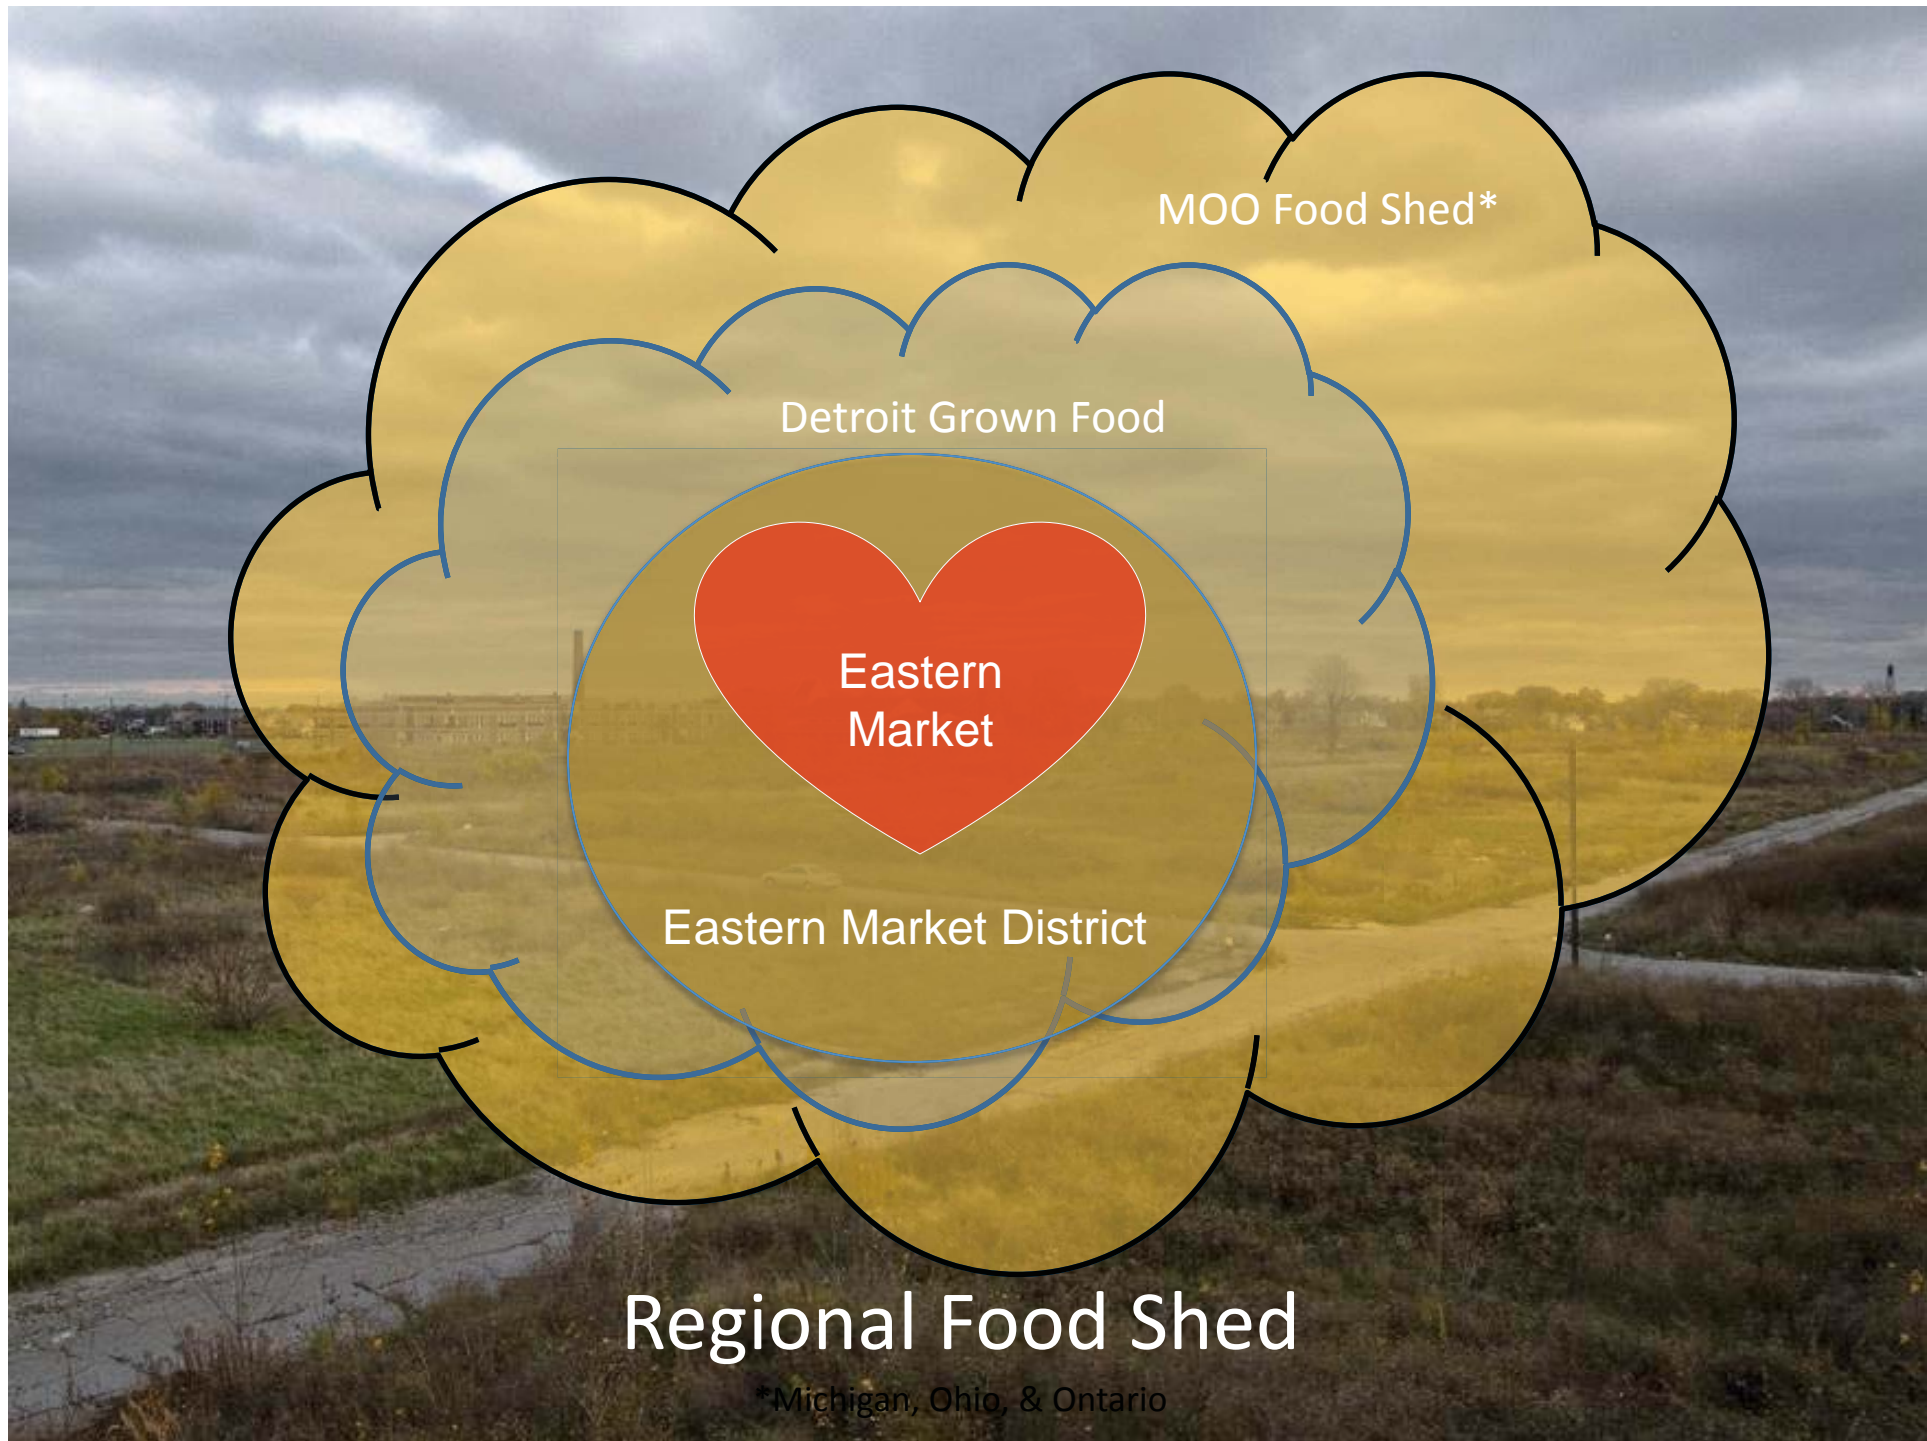 MOO Food Shed*
Detroit Grown Food
Eastern
Market
Eastern Market District
Regional Food Shed
*Michigan, Ohio, & Ontario